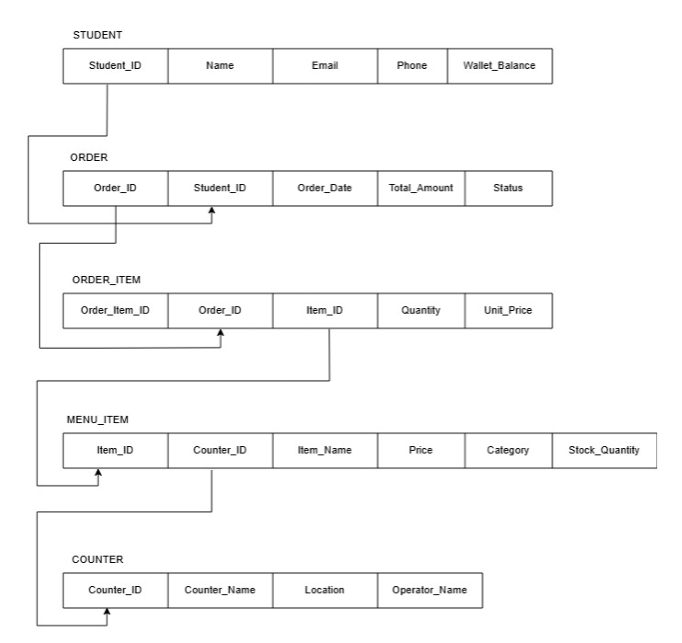 STUDENT
Student_ID Name Email Phone Wallet_Balance
ORDER
Order_ID Student_ID Order_Date Total_Amount Status
ORDER_ITEM
Order_Item_ID Order_ID Item_ID Quantity Unit_Price
MENU_ITEM
Item_ID Counter_ID Item_Name Price Category Stock_Quantity
COUNTER
Counter_ID Counter_Name Location Operator_Name